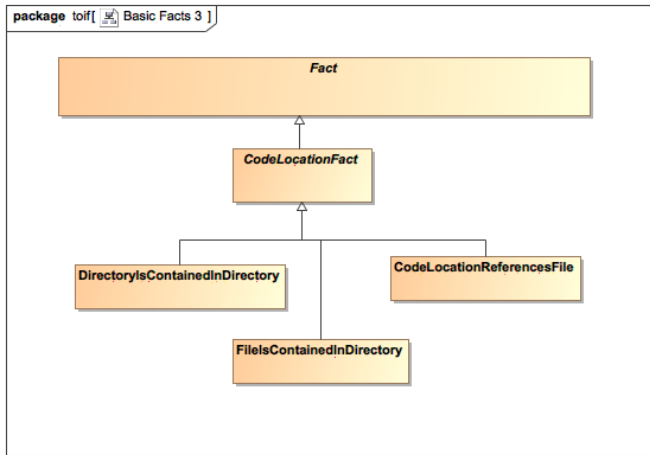 package toif[ Basic Facts 3 ]
Fact
CodeLocationFact
DirectoryIsContainedInDirectory
CodeLocationReferencesFile
FileIsContainedInDirectory